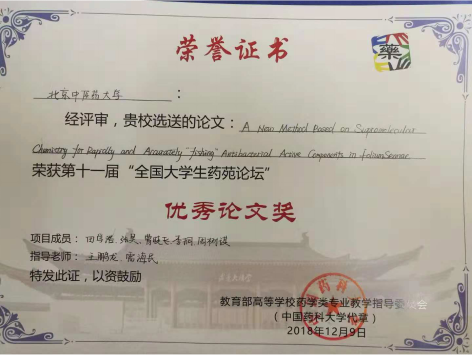 荣誉证书
藥
北京中医药大学：
经评审，贵校选送的论文：A New Method Based on Supramolecular
Chemistry for Rapidly and Accurately "fishing" Antibacterial Active Components in folium Sennae
荣获第十一届“全国大学生药苑论坛”
优秀论文奖
项目成员：
指导老师：王鹏龙
特发此证，以资鼓励
教育部高等学校药学类专业教学指导委员会
（中国药科大学代章）
2018年12月9日